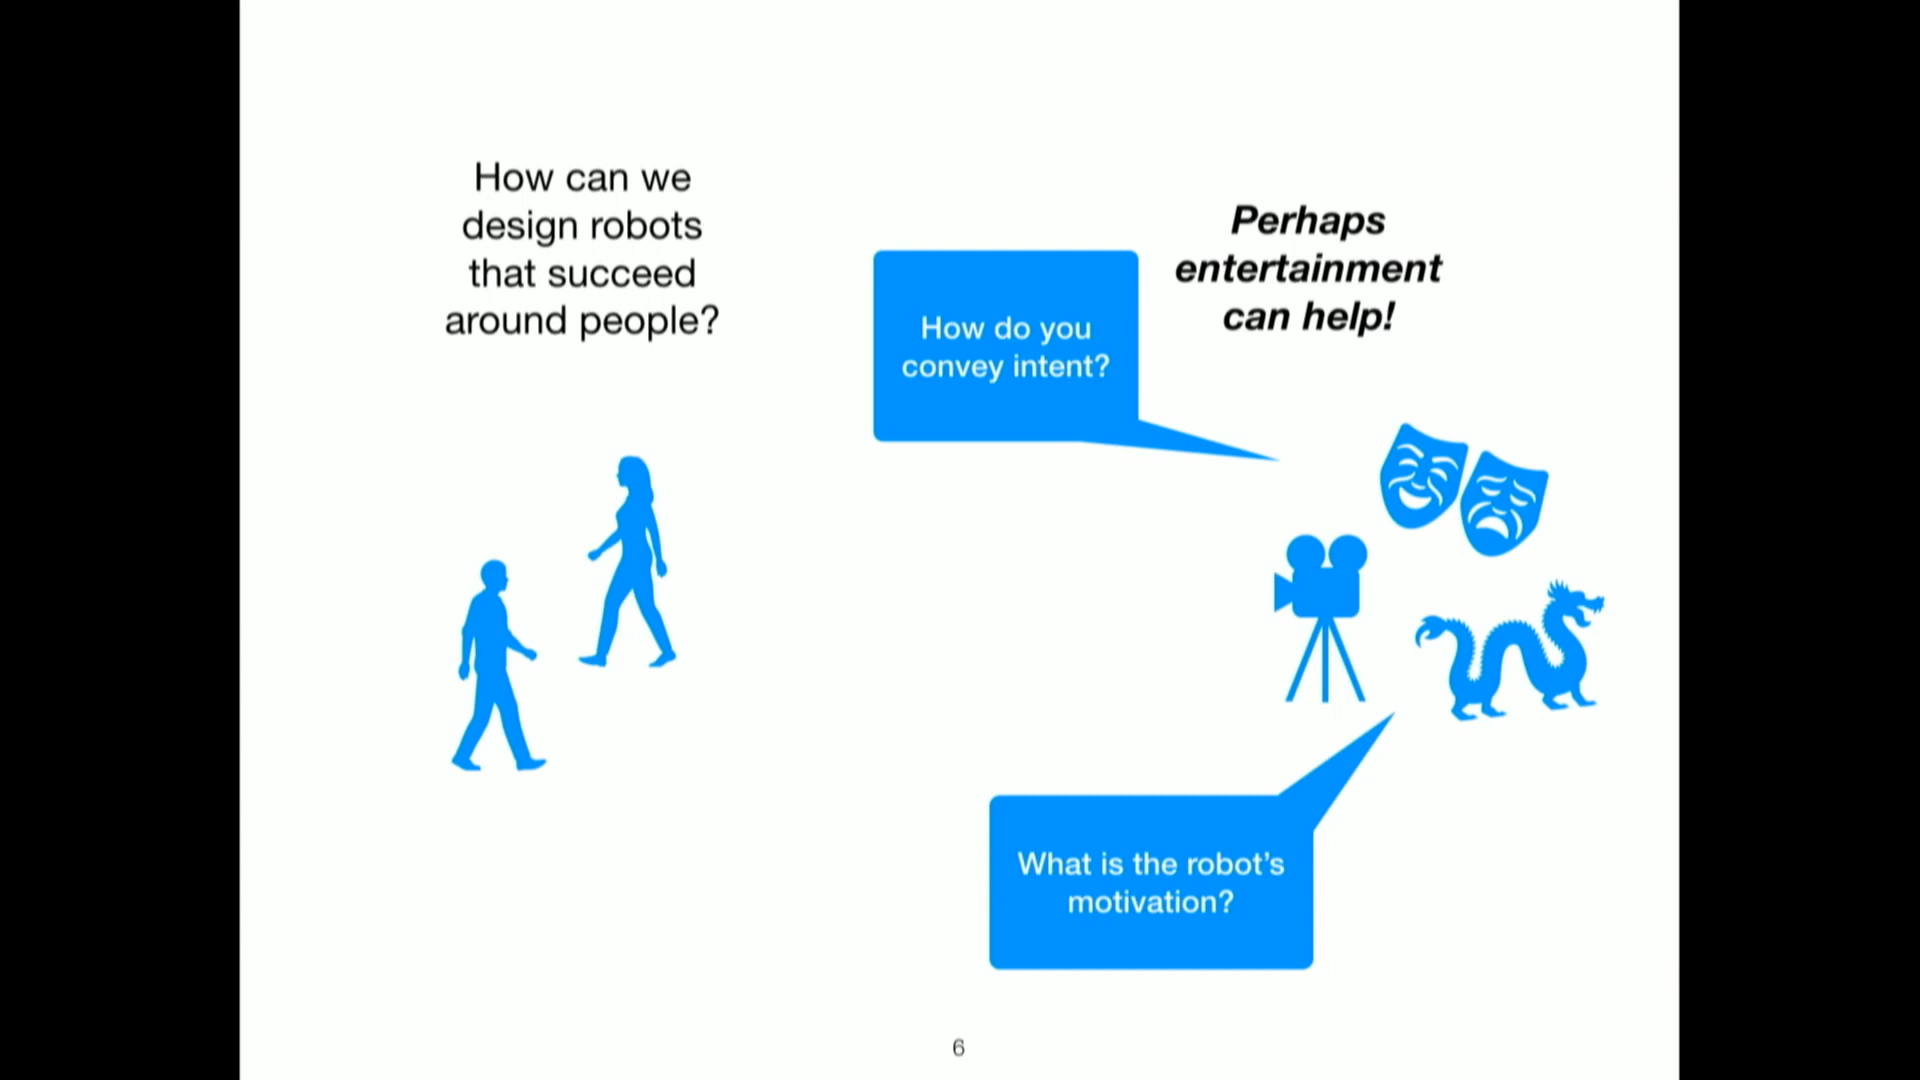 How can we
design robots
that succeed
around people?
Perhaps
entertainment
can help!
How do you
convey intent?
What is the robot's
motivation?
6